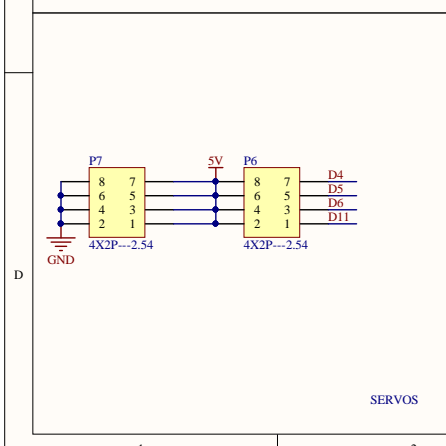 P7
5V
P6
8 7
8 7
D4
6 5
6 5
D5
4 3
4 3
D6
2 1
2 1
D11
4X2P---2.54
4X2P---2.54
GND
D
SERVOS